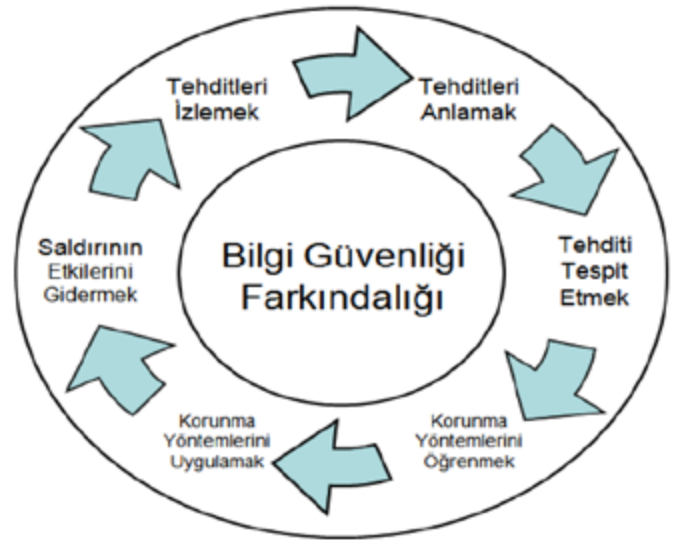 Tehditleri
İzlemek
Tehditleri
Anlamak
Tehditi
Tespit
Etmek
Korunma
Yöntemlerini
Öğrenmek
Korunma
Yöntemlerini
Uygulamak
Saldırının
Etkilerini
Gidermek
Bilgi Güvenliği
Farkındalığı